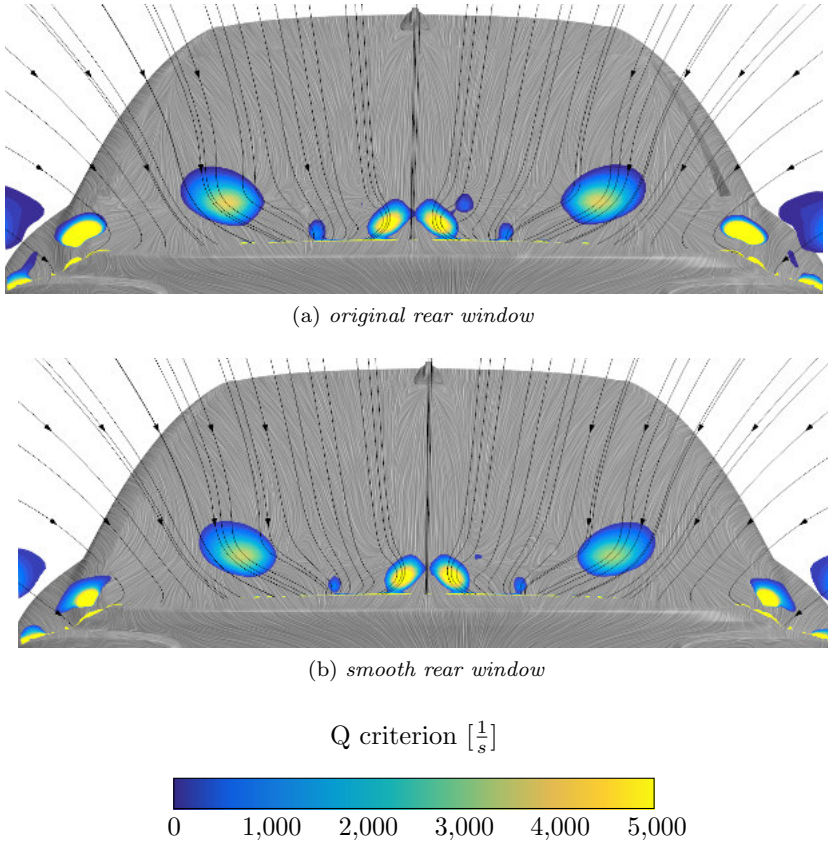 (a) original rear window
(b) smooth rear window
Q criterion [1/s]
0 1,000 2,000 3,000 4,000 5,000